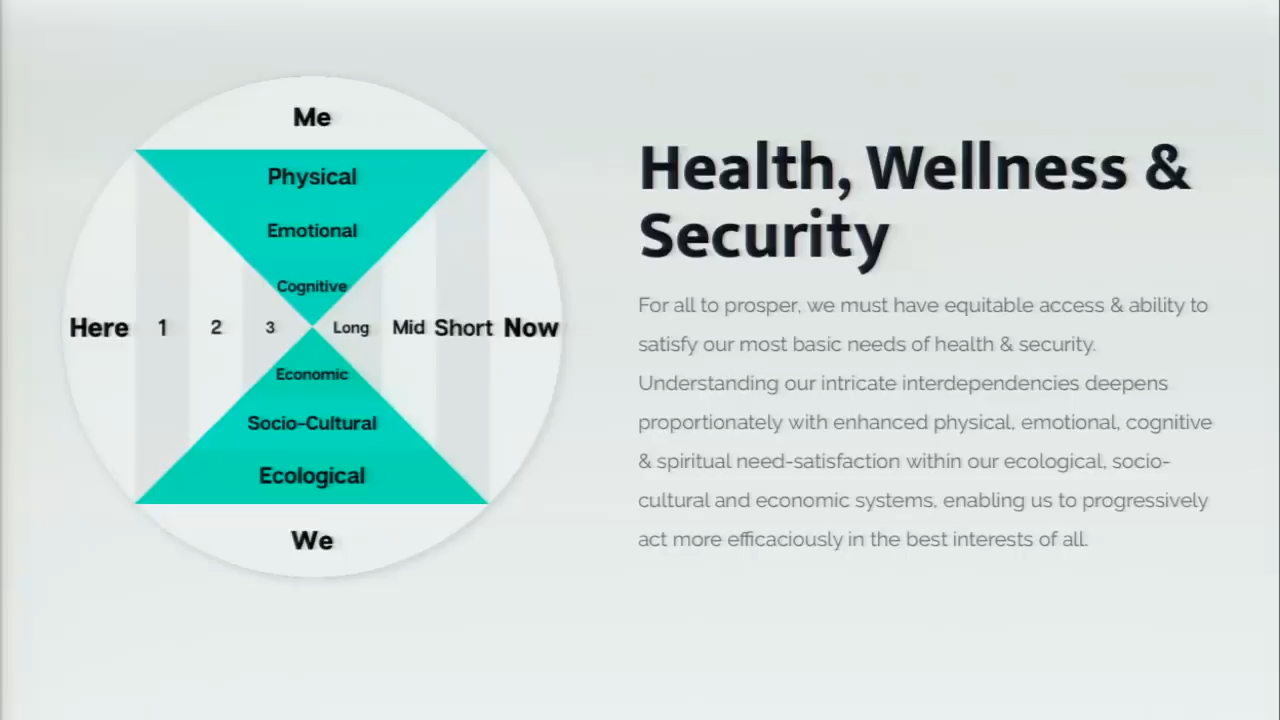 Me
Physical
Emotional
Cognitive
Here 1 2 3 Long Mid Short Now
Economic
Socio-Cultural
Ecological
We
Health, Wellness &
Security
For all to prosper, we must have equitable access & ability to
satisfy our most basic needs of health & security.
Understanding our intricate interdependencies deepens
proportionately with enhanced physical, emotional, cognitive
& spiritual need-satisfaction within our ecological, socio-
cultural and economic systems, enabling us to progressively
act more efficaciously in the best interests of all.